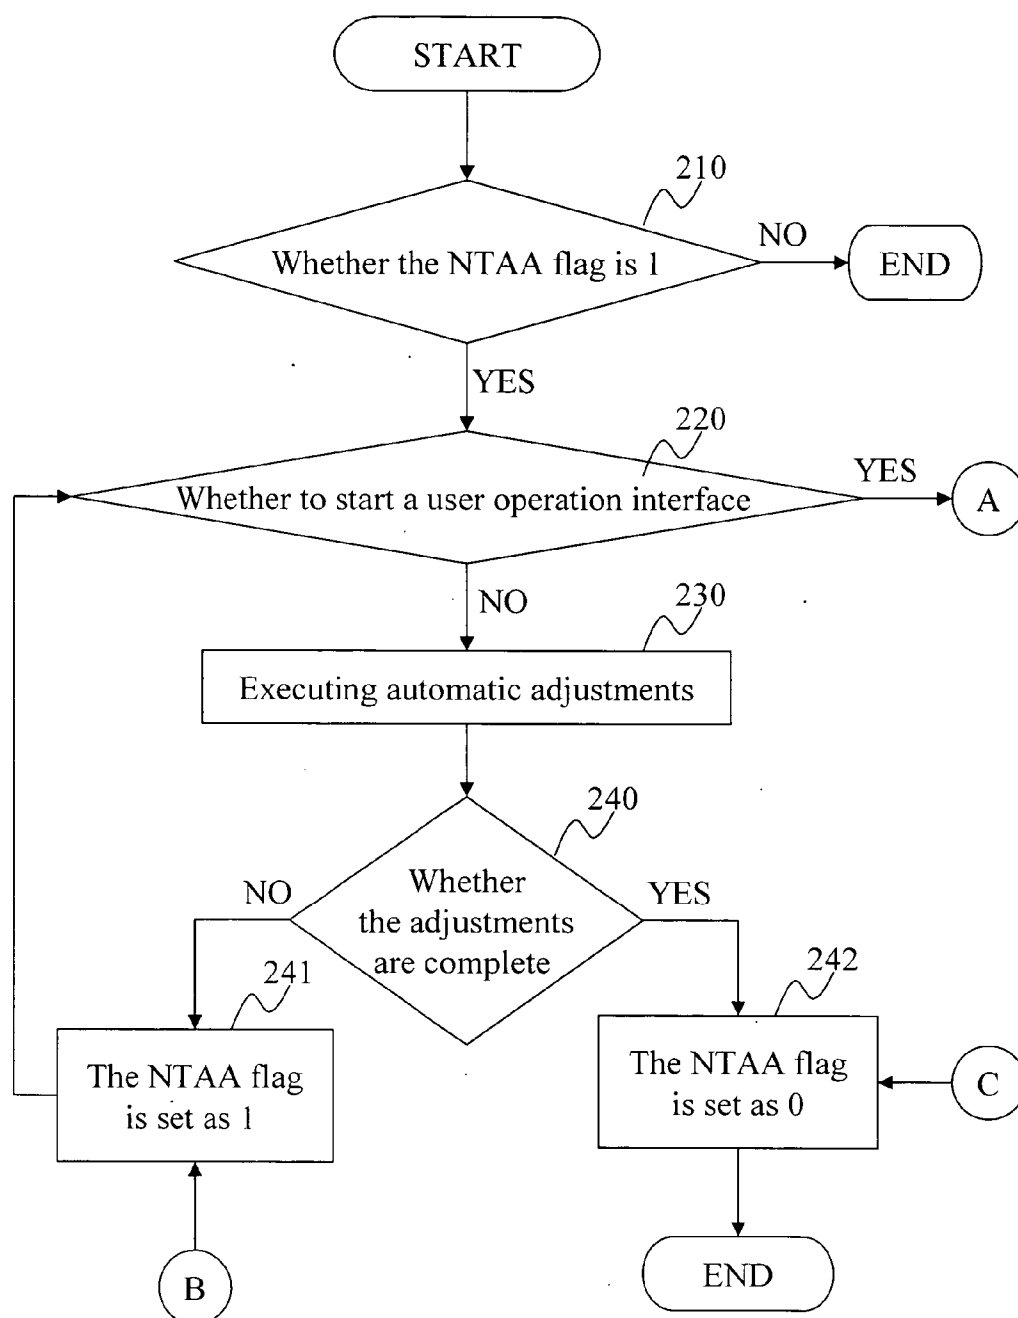 START
210
Whether the NTAA flag is 1
NO
END
YES
220
Whether to start a user operation interface
YES
A
NO
230
Executing automatic adjustments
240
Whether
the adjustments
are complete
NO
YES
241
The NTAA flag
is set as 1
242
The NTAA flag
is set as 0
C
B
END